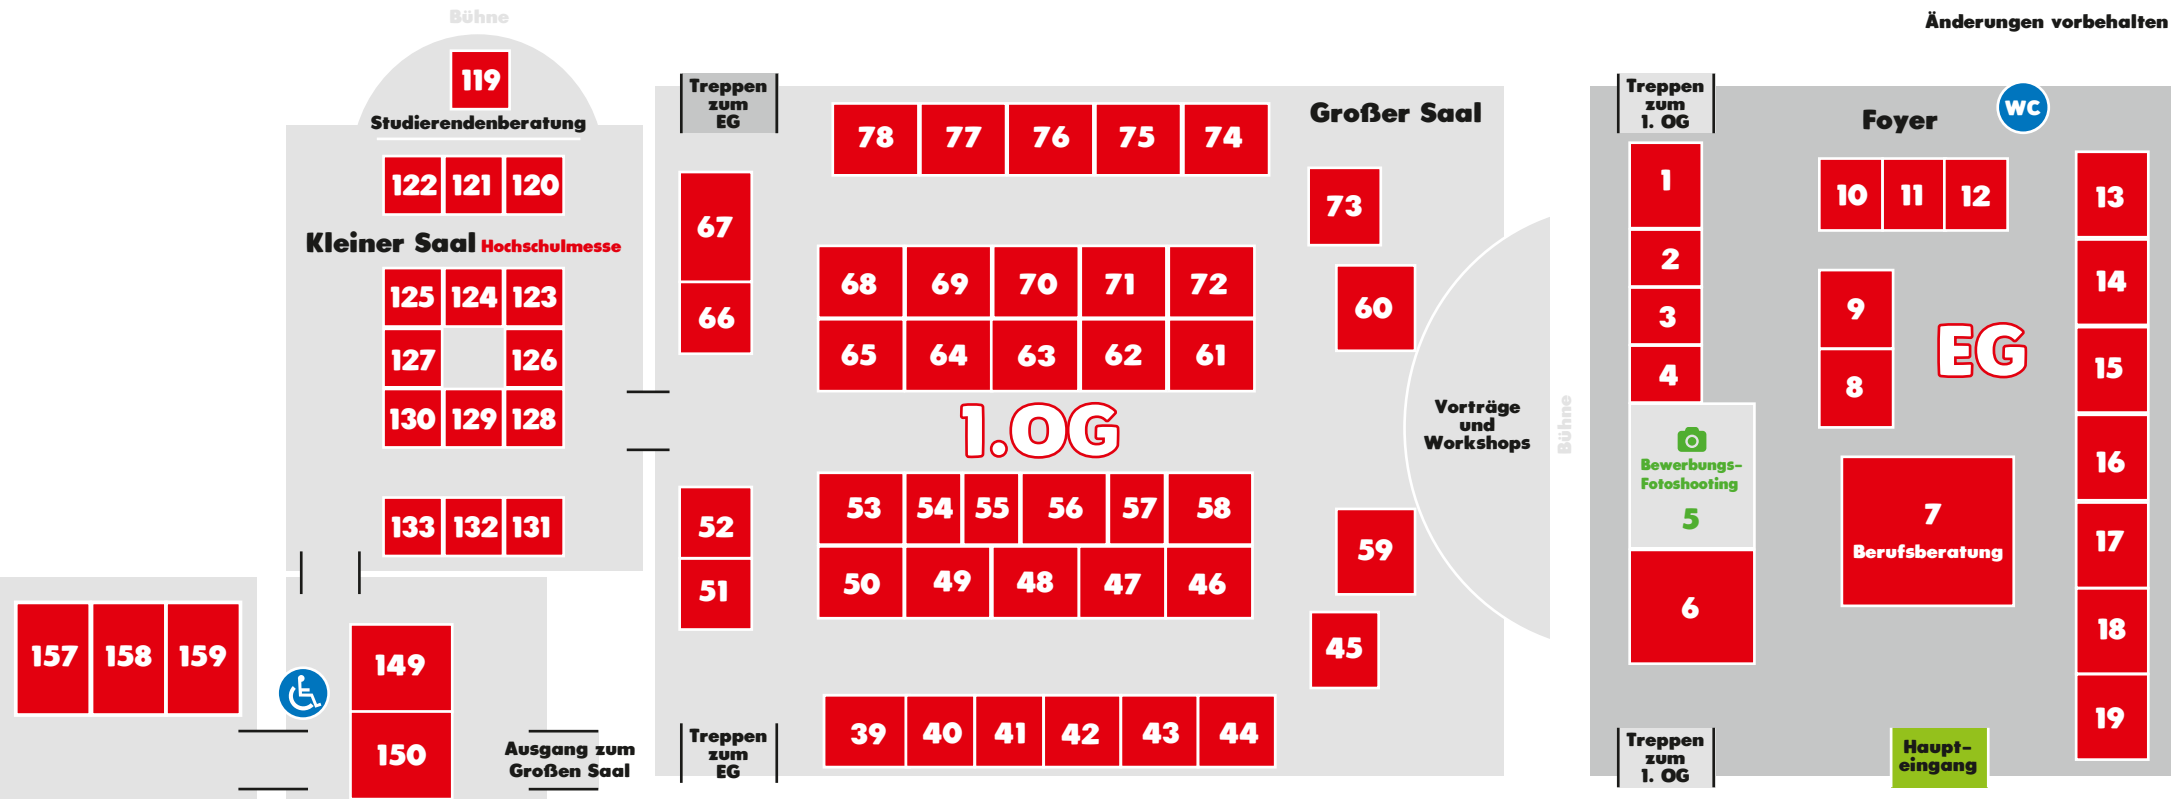 Änderungen vorbehalten
Bühne
119
Studierendenberatung
122 121 120
Kleiner Saal Hochschulmesse
125 124 123
127 126
130 129 128
133 132 131
157 158 159
149
150
Ausgang zum
Großen Saal
Treppen
zum
EG
Großer Saal
78 77 76 75 74
73
67
66
68 69 70 71 72
60
65 64 63 62 61
1.OG
Vorträge
und
Workshops
Bühne
53 54 55 56 57 58
52
51
50 49 48 47 46
59
45
39 40 41 42 43 44
Treppen
zum
EG
Treppen
zum
1. OG
Foyer
WC
1
2
3
4
Bewerbungs-
Fotoshooting
5
6
10 11 12
9
8
EG
7
Berufsberatung
13
14
15
16
17
18
19
Treppen
zum
1. OG
Haupt-
eingang